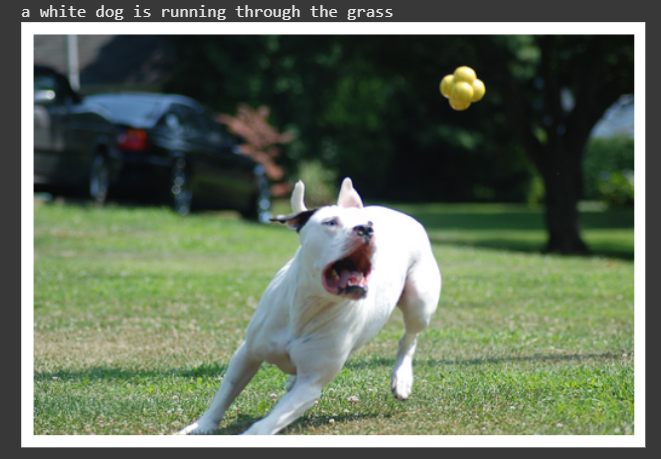 a white dog is running through the grass